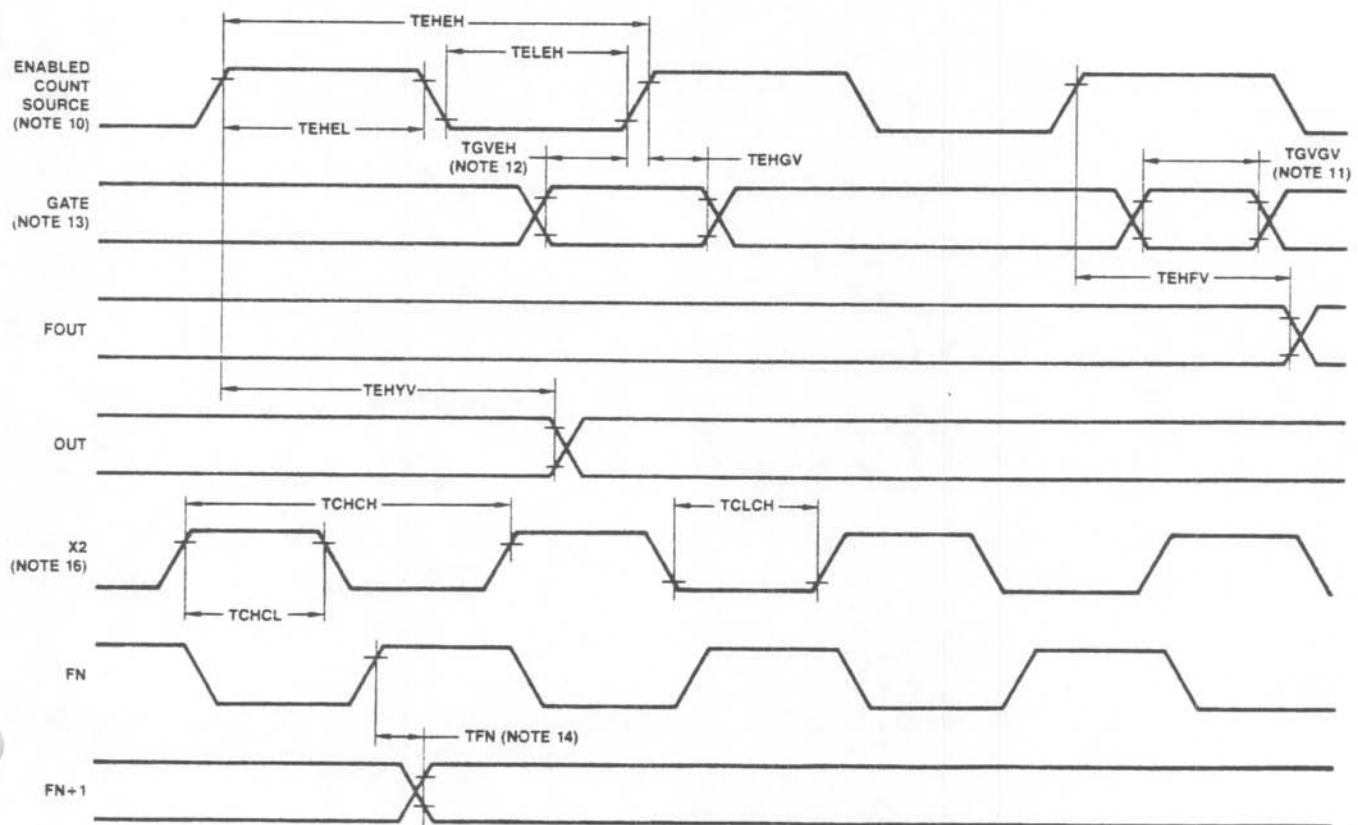 TEHEH
TELEH
ENABLED
COUNT
SOURCE
(NOTE 10)
TEHEL
TGVEH
(NOTE 12)
TEHGV
TGVGV
(NOTE 11)
GATE
(NOTE 13)
TEHFV
FOUT
TEHYV
OUT
TCHCH
TCLCH
X2
(NOTE 16)
TCHCL
FN
TFN (NOTE 14)
FN+1